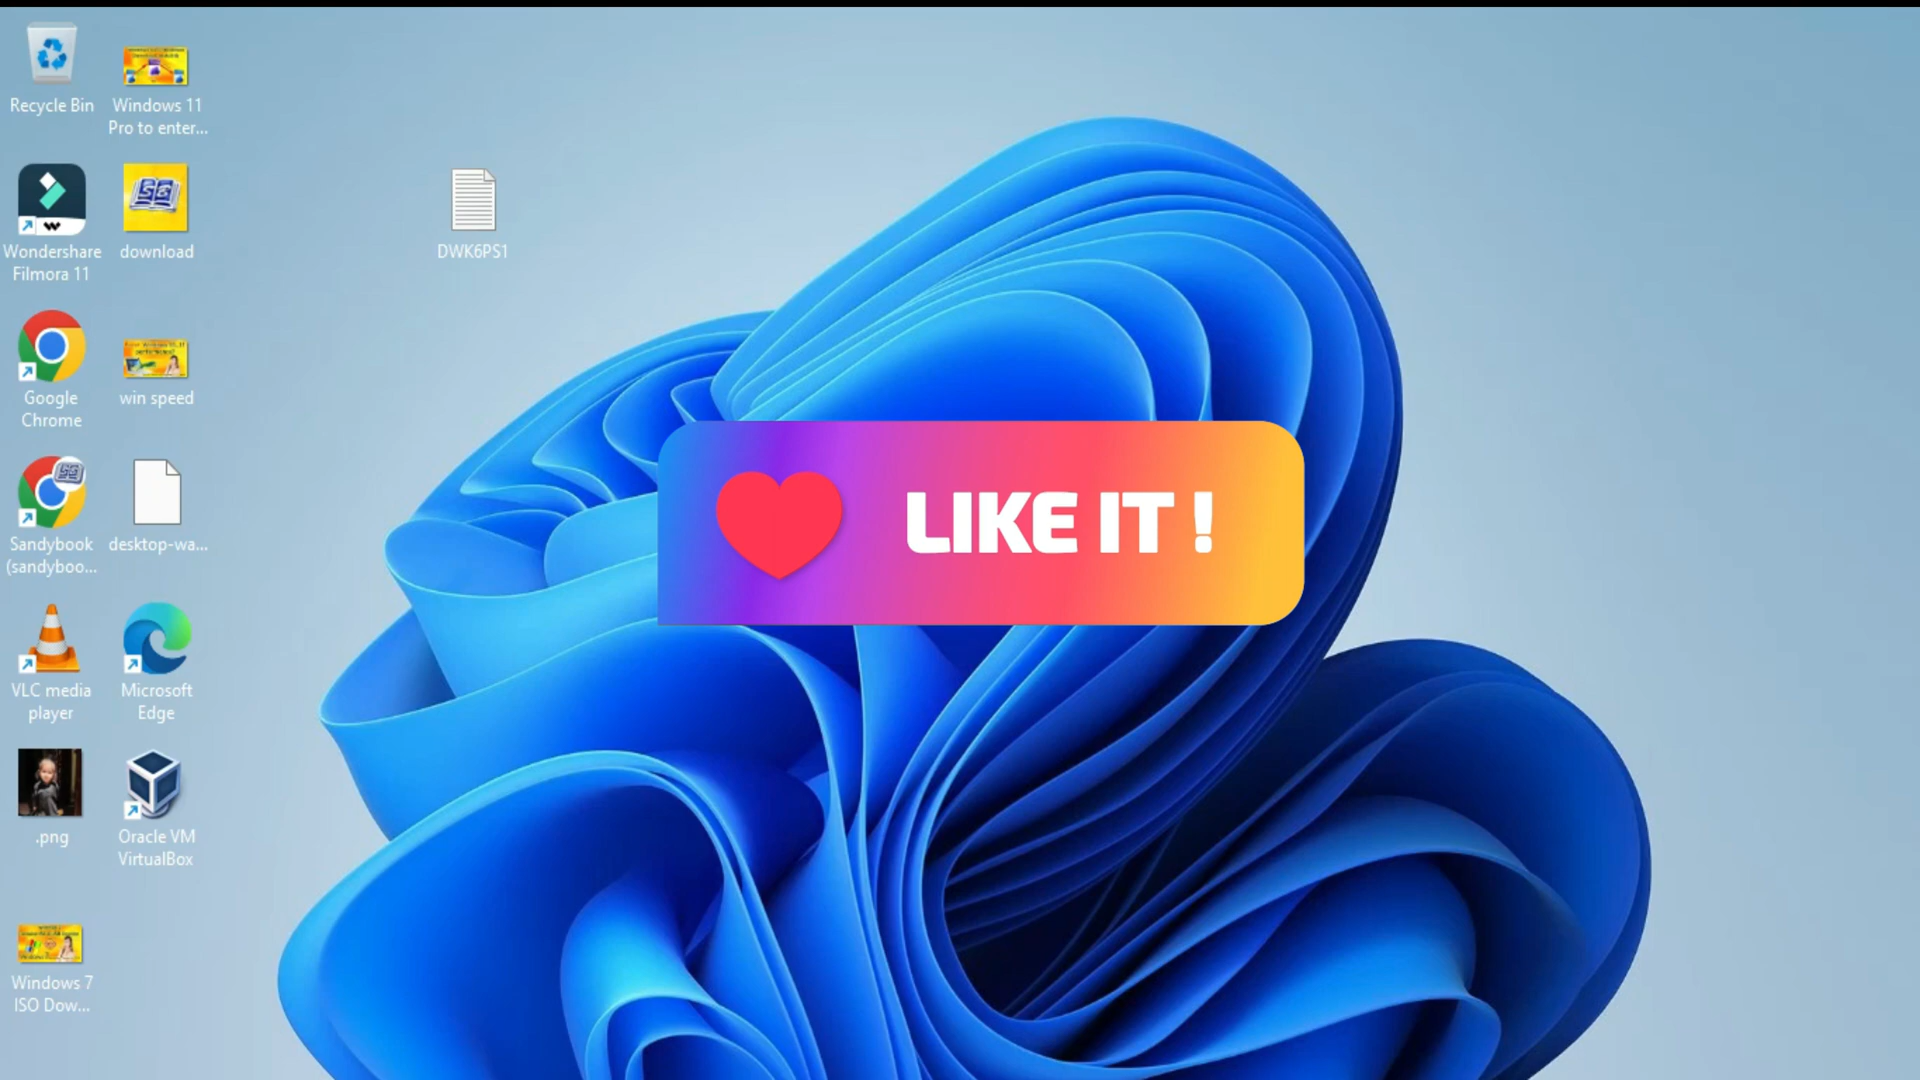 Recycle Bin
Windows 11
Pro to enter...
Wondershare
Filmora 11
download
DWK6PS1
Google
Chrome
win speed
Sandybook
(sandyboo...
desktop-wa...
LIKE IT !
VLC media
player
Microsoft
Edge
.png
Oracle VM
VirtualBox
Windows 7
ISO Dow...